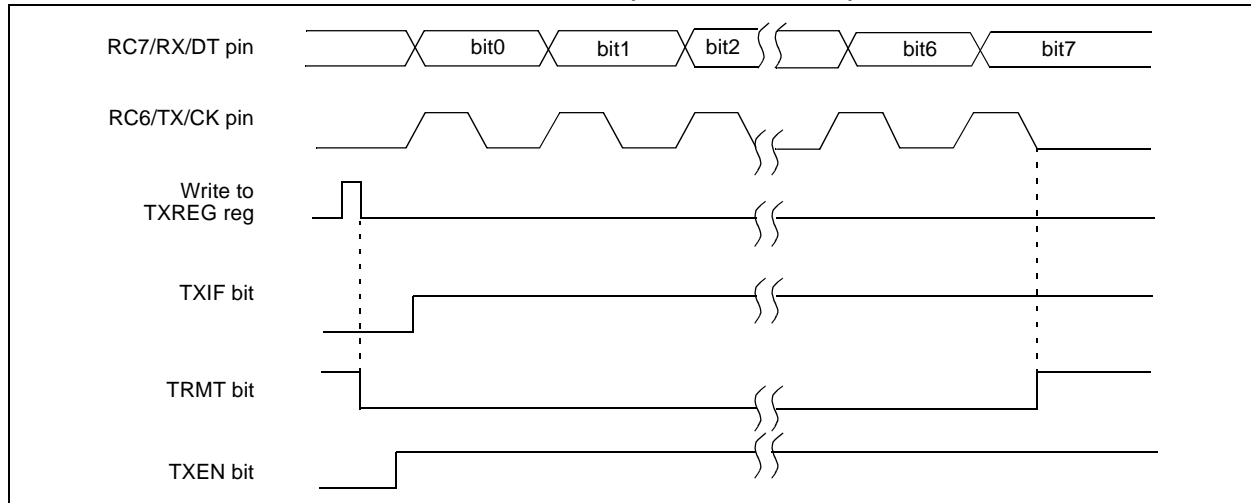 RC7/RX/DT pin
bit0 bit1 bit2 bit6 bit7
RC6/TX/CK pin
Write to
TXREG reg
TXIF bit
TRMT bit
TXEN bit